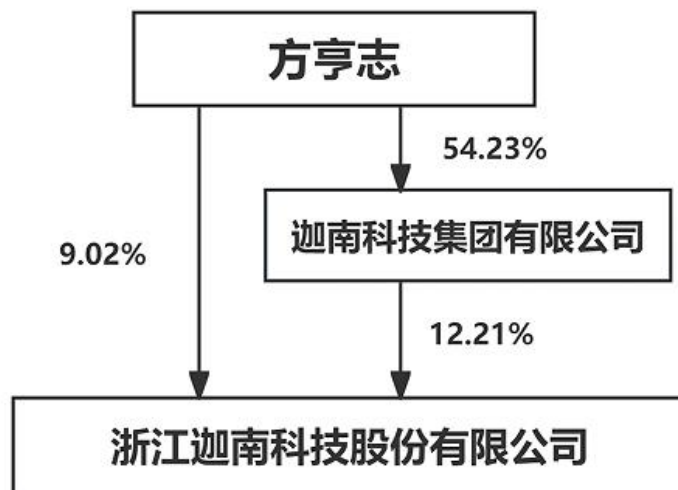 方亨志
54.23%
迦南科技集团有限公司
9.02%
12.21%
浙江迦南科技股份有限公司